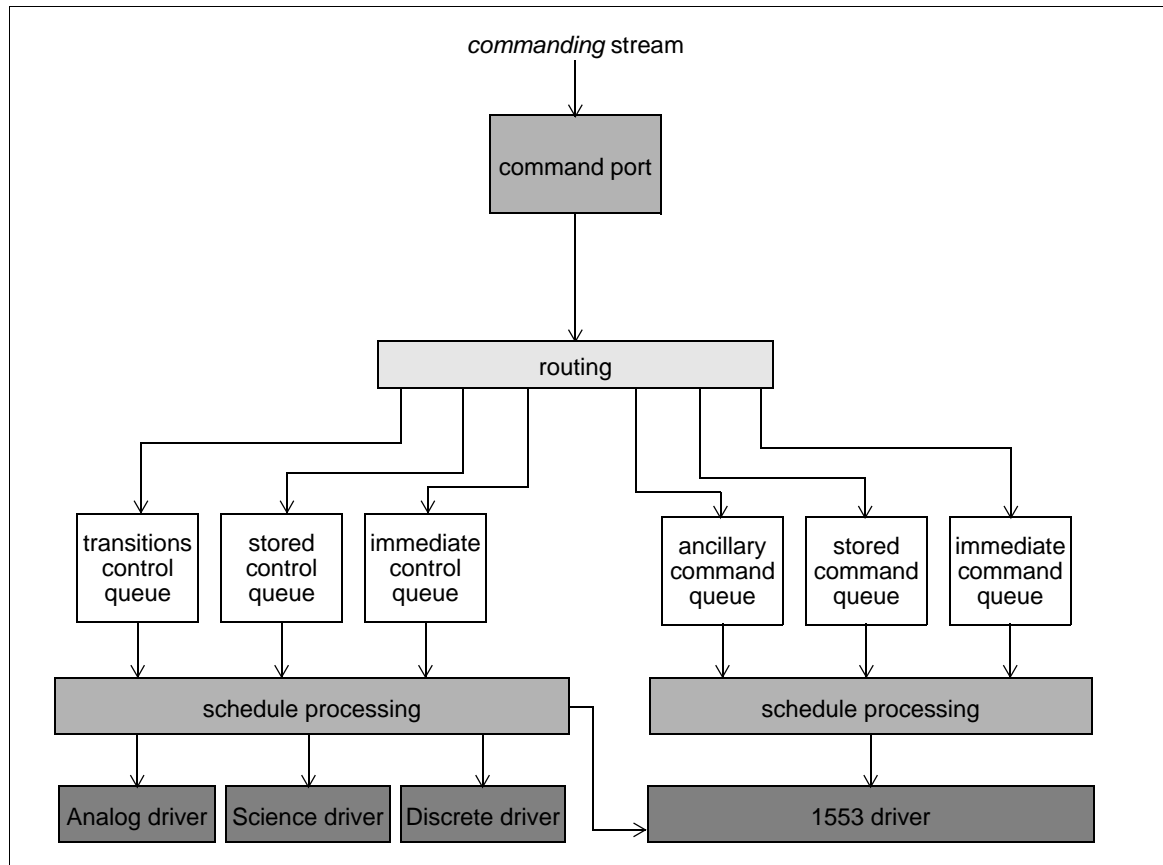 commanding stream
command port
routing
transitions
control
queue
stored
control
queue
immediate
control
queue
ancillary
command
queue
stored
command
queue
immediate
command
queue
schedule processing
schedule processing
Analog driver
Science driver
Discrete driver
1553 driver